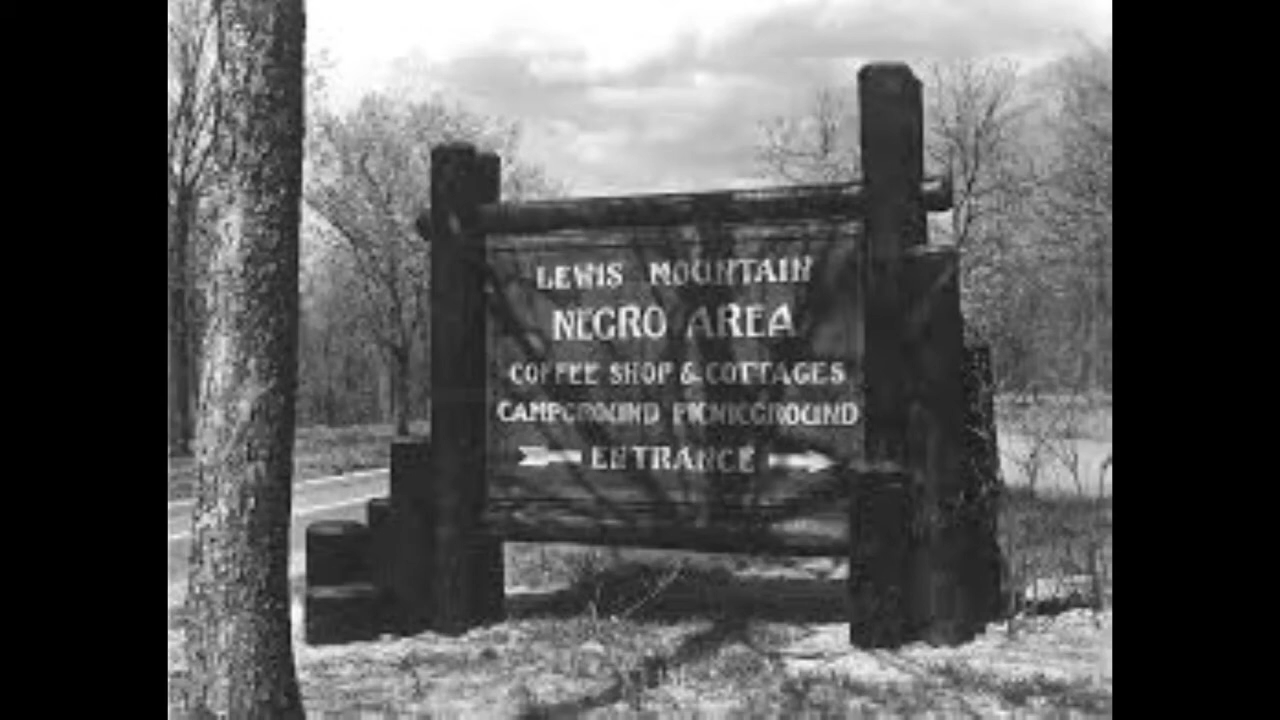 LEWIS MOUNTAIN
NEGRO AREA
COFFEE SHOP & COTTAGES
CAMPGROUND PICNICGROUND
ENTRANCE